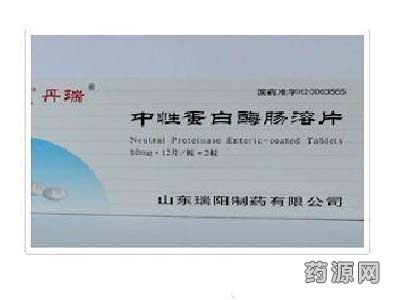 丹瑞®
国药准字H20003565
中性蛋白酶肠溶片
Neutral Proteinase Enteric-coated Tablets
12片/板×2板
山东瑞阳制药有限公司
药源网